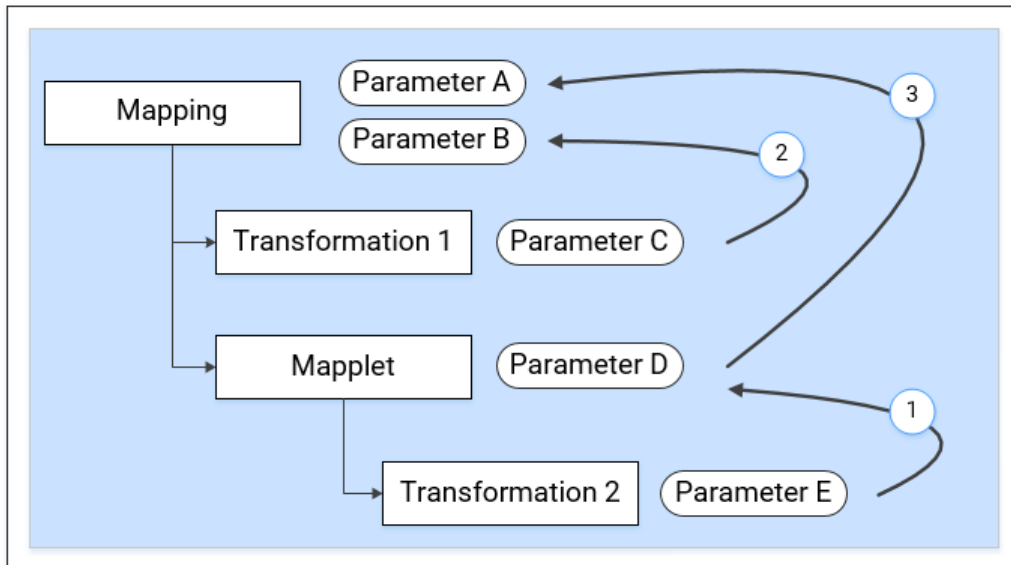 Mapping
Parameter A
3
Parameter B
2
Transformation 1
Parameter C
Mapplet
Parameter D
1
Transformation 2
Parameter E